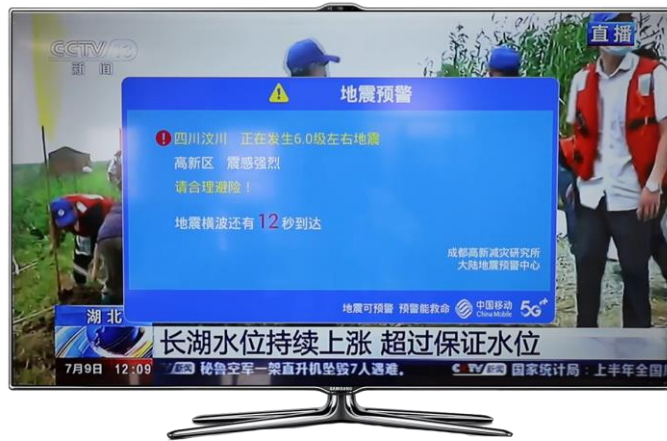 CCTV 13
新闻
直播
地震预警
四川汶川 正在发生6.0级左右地震
高新区 震感强烈
请合理避险！
地震横波还有12秒到达
成都高新减灾研究所
大陆地震预警中心
地震可预警 预警能救命 中国移动 China Mobile 5G+
湖北
长湖水位持续上涨 超过保证水位
7月9日 12:09 新闻 秘鲁空军一架直升机坠毁7人遇难。 CCTV 新闻 国家统计局：上半年全国
SAMSUNG